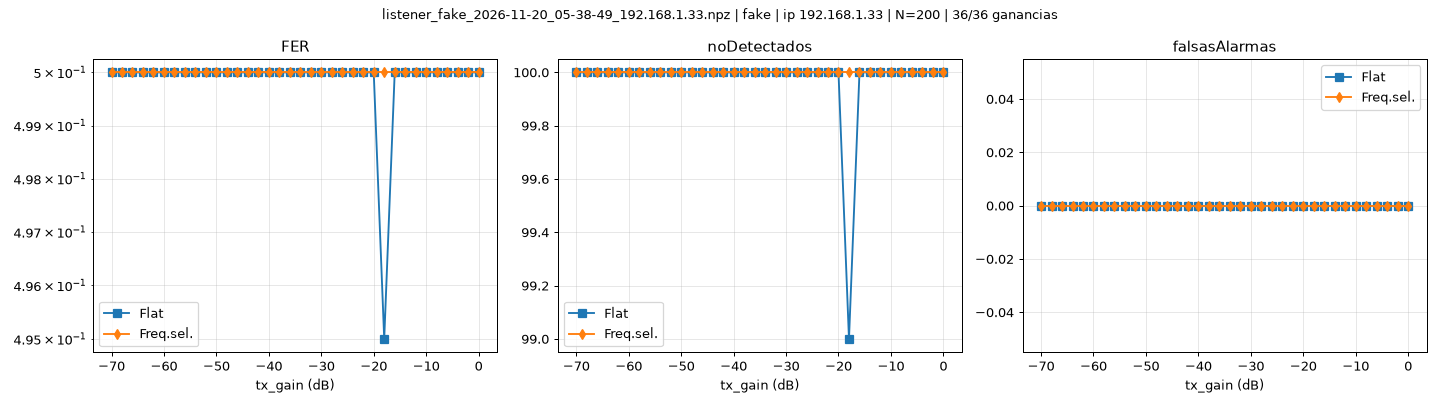 listener_fake_2026-11-20_05-38-49_192.168.1.33.npz | fake | ip 192.168.1.33 | N=200 | 36/36 ganancias
FER
5 × 10⁻¹
4.99 × 10⁻¹
4.98 × 10⁻¹
4.97 × 10⁻¹
4.96 × 10⁻¹
4.95 × 10⁻¹
Flat
Freq.sel.
−70 −60 −50 −40 −30 −20 −10 0
tx_gain (dB)
noDetectados
100.0
99.8
99.6
99.4
99.2
99.0
Flat
Freq.sel.
−70 −60 −50 −40 −30 −20 −10 0
tx_gain (dB)
falsasAlarmas
0.04
0.02
0.00
−0.02
−0.04
Flat
Freq.sel.
−70 −60 −50 −40 −30 −20 −10 0
tx_gain (dB)